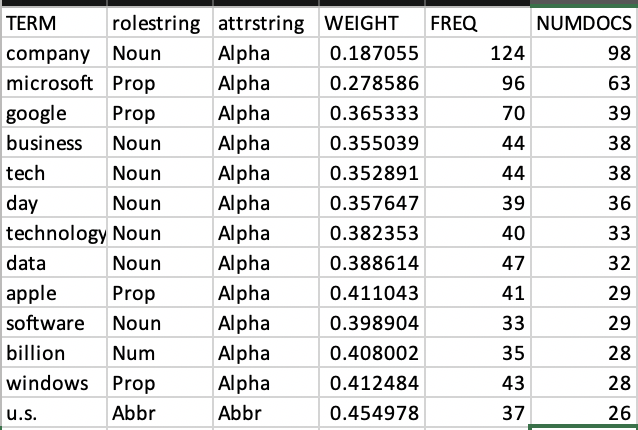 TERM rolestring attrstring WEIGHT FREQ NUMDOCS
company Noun Alpha 0.187055 124 98
microsoft Prop Alpha 0.278586 96 63
google Prop Alpha 0.365333 70 39
business Noun Alpha 0.355039 44 38
tech Noun Alpha 0.352891 44 38
day Noun Alpha 0.357647 39 36
technology Noun Alpha 0.382353 40 33
data Noun Alpha 0.388614 47 32
apple Prop Alpha 0.411043 41 29
software Noun Alpha 0.398904 33 29
billion Num Alpha 0.408002 35 28
windows Prop Alpha 0.412484 43 28
u.s. Abbr Abbr 0.454978 37 26